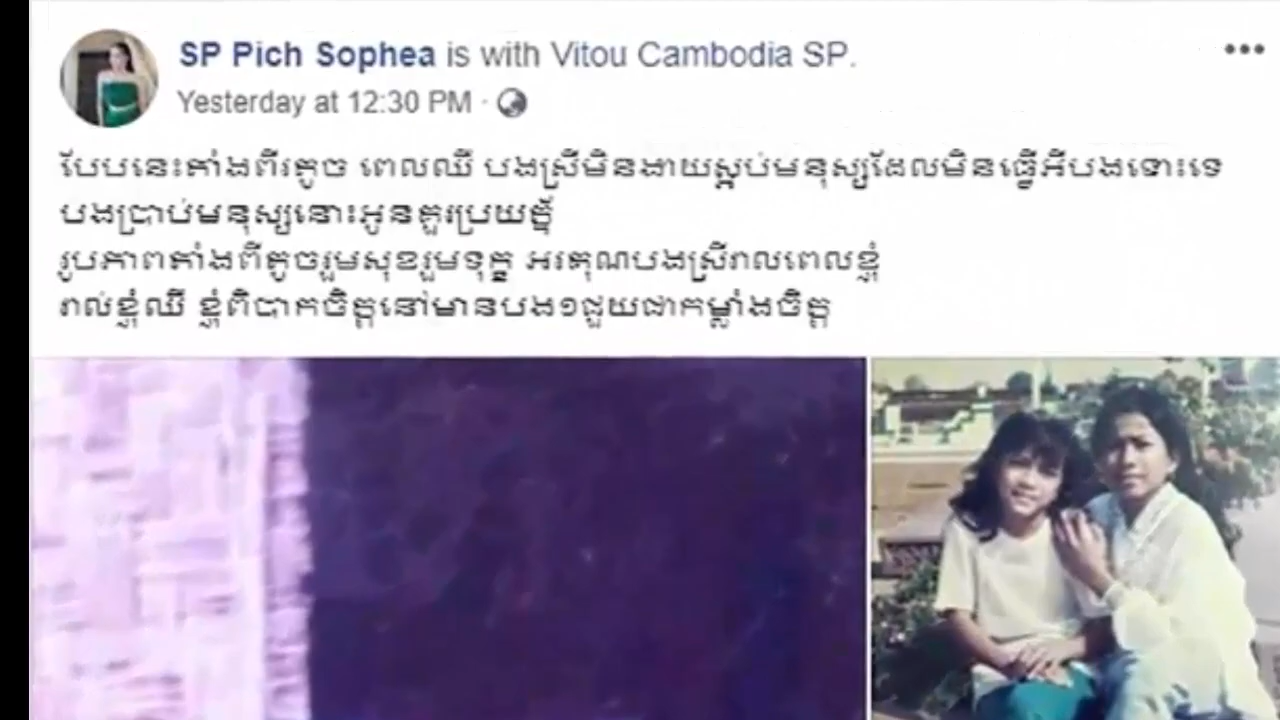 SP Pich Sophea is with Vitou Cambodia SP.
Yesterday at 12:30 PM ·
បែបនេះតាំងពីរតូច ពេលឈឺ បងស្រីមិនងាយស្អប់មនុស្សដែលមិនធ្វើអីបងទោះទេ
បងប្រាប់មនុស្សនោះអូនគួរប្រយត្ន័
រូបភាពតាំងពីតូចរួមសុខរួមទុក្ខ អរគុណបងស្រីរាលពេលខ្ញុំ
រាល់ខ្ញុំឈឺ ខ្ញុំពិបាកចិត្តនៅមានបង១ជួយជាកម្លាំងចិត្ត